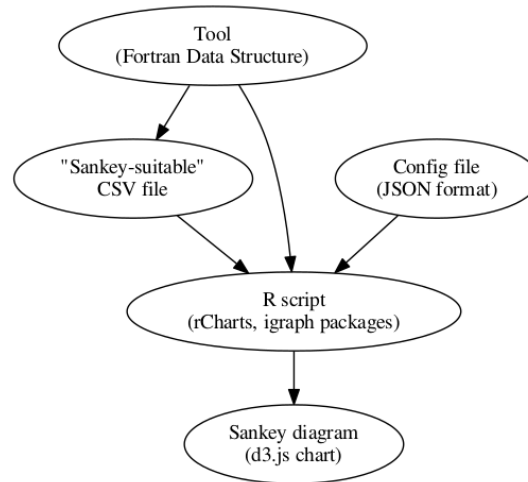 Tool
(Fortran Data Structure)
"Sankey-suitable"
CSV file
Config file
(JSON format)
R script
(rCharts, igraph packages)
Sankey diagram
(d3.js chart)